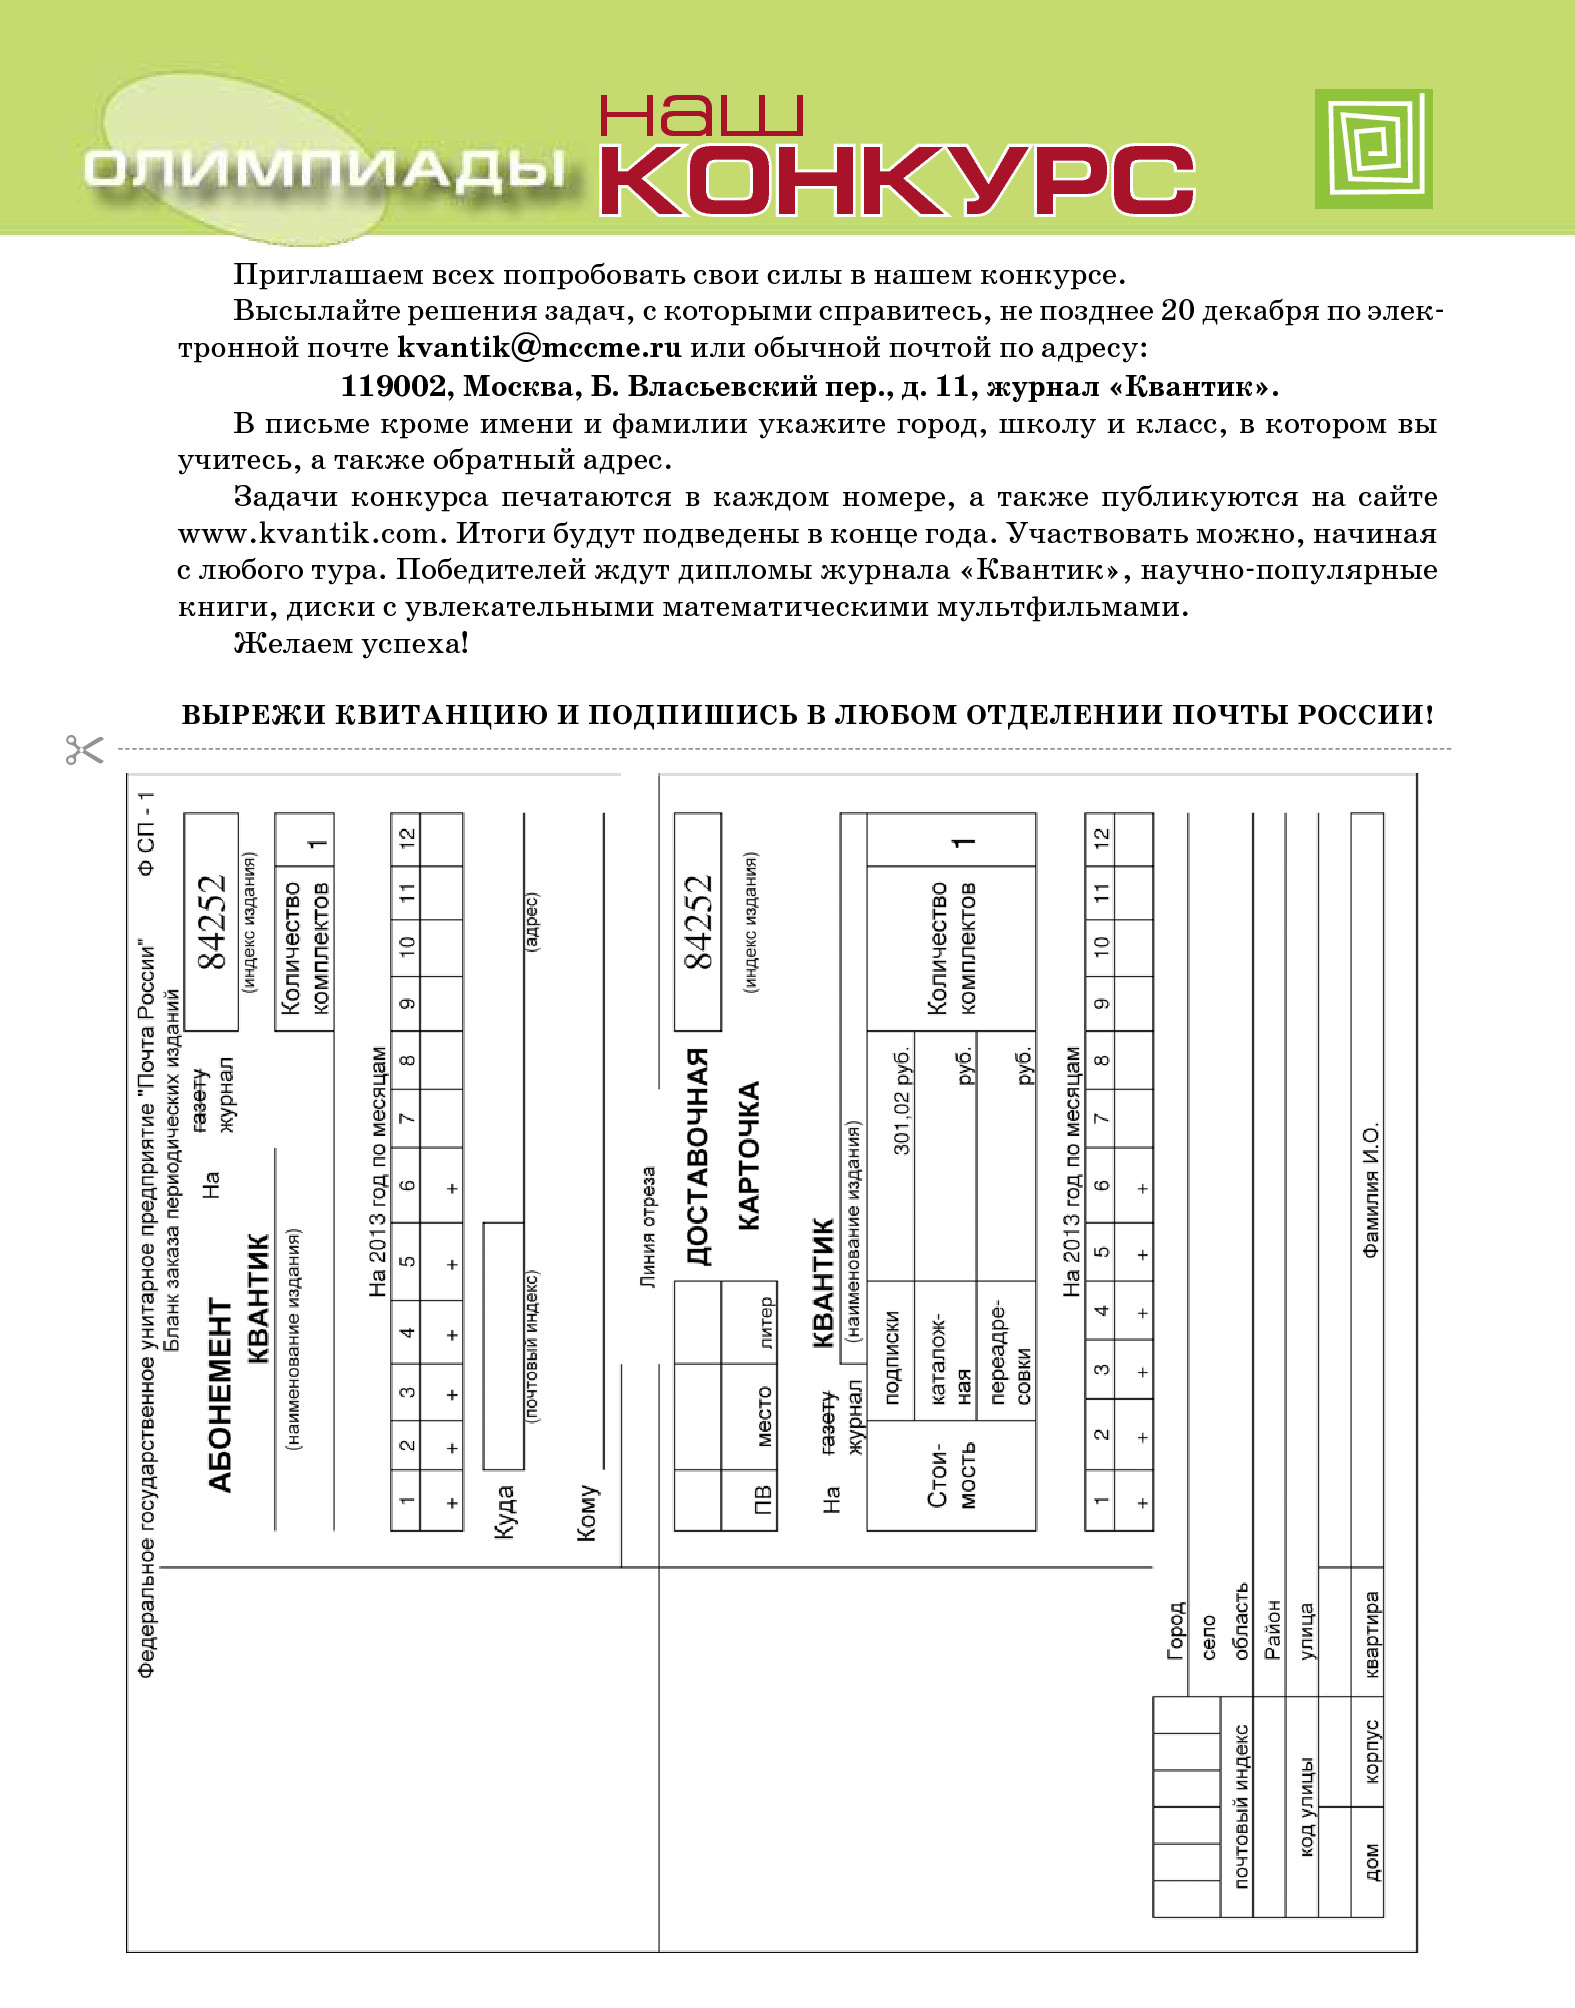 ОЛИМПИАДЫ
наш
КОНКУРС
Приглашаем всех попробовать свои силы в нашем конкурсе.
Высылайте решения задач, с которыми справитесь, не позднее 20 декабря по элек-
тронной почте kvantik@mccme.ru или обычной почтой по адресу:
119002, Москва, Б. Власьевский пер., д. 11, журнал «Квантик».
В письме кроме имени и фамилии укажите город, школу и класс, в котором вы
учитесь, а также обратный адрес.
Задачи конкурса печатаются в каждом номере, а также публикуются на сайте
www.kvantik.com. Итоги будут подведены в конце года. Участвовать можно, начиная
с любого тура. Победителей ждут дипломы журнала «Квантик», научно-популярные
книги, диски с увлекательными математическими мультфильмами.
Желаем успеха!
ВЫРЕЖИ КВИТАНЦИЮ И ПОДПИШИСЬ В ЛЮБОМ ОТДЕЛЕНИИ ПОЧТЫ РОССИИ!
Федеральное государственное унитарное предприятие "Почта России" Ф СП - 1
Бланк заказа периодических изданий
АБОНЕМЕНТ На газету 84252
журнал
КВАНТИК (индекс издания)
(наименование издания) Количество комплектов 1
На 2013 год по месяцам
1 2 3 4 5 6 7 8 9 10 11 12
+ + + + + +
Куда
(почтовый индекс) (адрес)
Кому
Линия отреза
ДОСТАВОЧНАЯ 84252
ПВ место литер КАРТОЧКА (индекс издания)
На газету КВАНТИК
журнал (наименование издания)
Стои-
мость
подписки 301,02 руб.
каталож-
ная руб.
переадре-
совки руб.
Количество
комплектов 1
На 2013 год по месяцам
1 2 3 4 5 6 7 8 9 10 11 12
+ + + + + +
Город
село
область
почтовый индекс
Район
код улицы улица
дом корпус квартира Фамилия И.О.